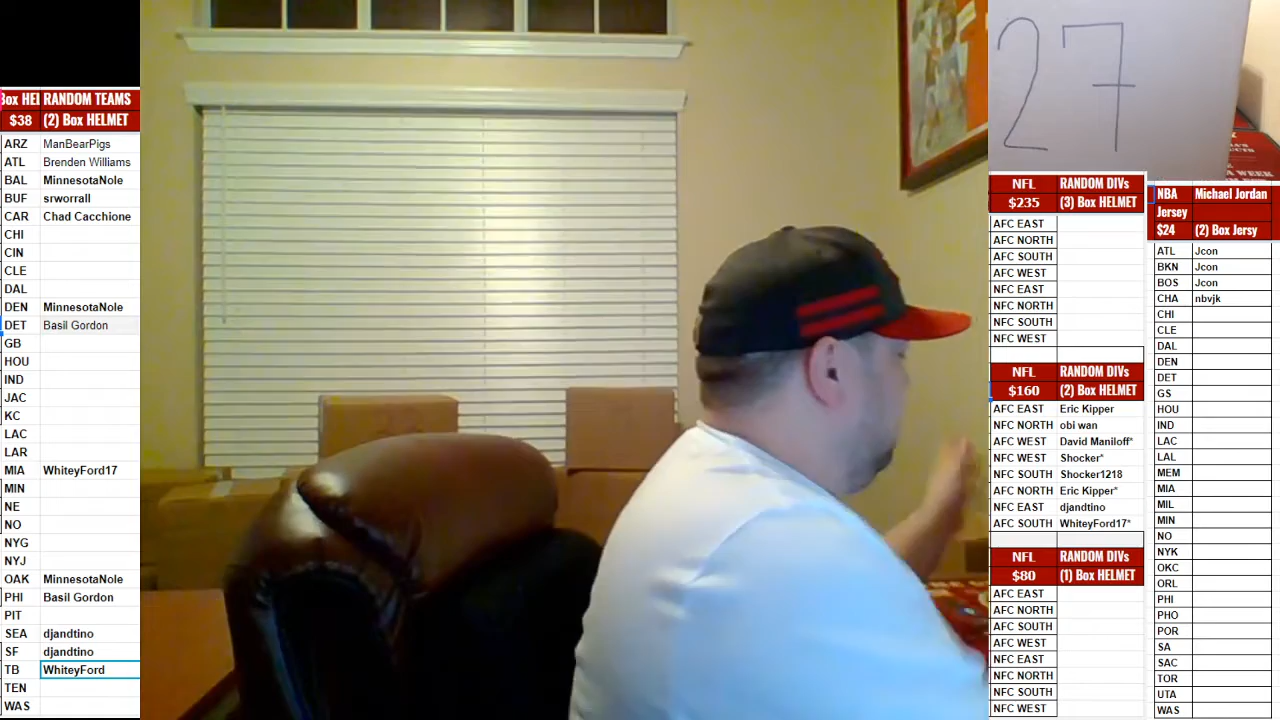 Box HEL RANDOM TEAMS
$38 (2) Box HELMET
ARZ ManBearPigs
ATL Brenden Williams
BAL MinnesotaNole
BUF srworrall
CAR Chad Cacchione
CHI
CIN
CLE
DAL
DEN MinnesotaNole
DET Basil Gordon
GB
HOU
IND
JAC
KC
LAC
LAR
MIA WhiteyFord17
MIN
NE
NO
NYG
NYJ
OAK MinnesotaNole
PHI Basil Gordon
PIT
SEA djandtino
SF djandtino
TB WhiteyFord
TEN
WAS
27
NFL RANDOM DIVs
$235 (3) Box HELMET
AFC EAST
AFC NORTH
AFC SOUTH
AFC WEST
NFC EAST
NFC NORTH
NFC SOUTH
NFC WEST
NFL RANDOM DIVs
$160 (2) Box HELMET
AFC EAST Eric Kipper
NFC NORTH obi wan
AFC WEST David Maniloff*
NFC WEST Shocker*
NFC SOUTH Shocker1218
AFC NORTH Eric Kipper*
NFC EAST djandtino
AFC SOUTH WhiteyFord17*
NFL RANDOM DIVs
$80 (1) Box HELMET
AFC EAST
AFC NORTH
AFC SOUTH
AFC WEST
NFC EAST
NFC NORTH
NFC SOUTH
NFC WEST
NBA Michael Jordan
Jersey
$24 (2) Box Jersy
ATL Jcon
BKN Jcon
BOS Jcon
CHA nbvjk
CHI
CLE
DAL
DEN
DET
GS
HOU
IND
LAC
LAL
MEM
MIA
MIL
MIN
NO
NYK
OKC
ORL
PHI
PHO
POR
SA
SAC
TOR
UTA
WAS